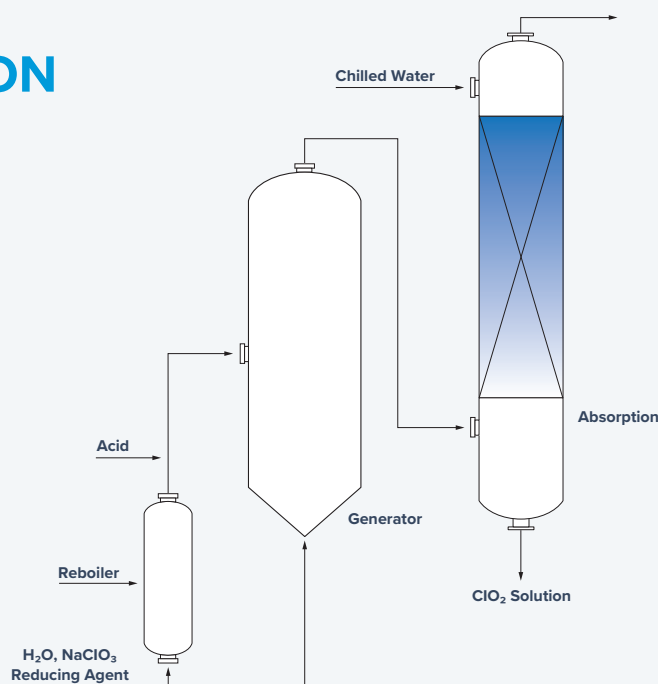 ON
Chilled Water
Absorption
Acid
Generator
Reboiler
ClO₂ Solution
H₂O, NaClO₃
Reducing Agent